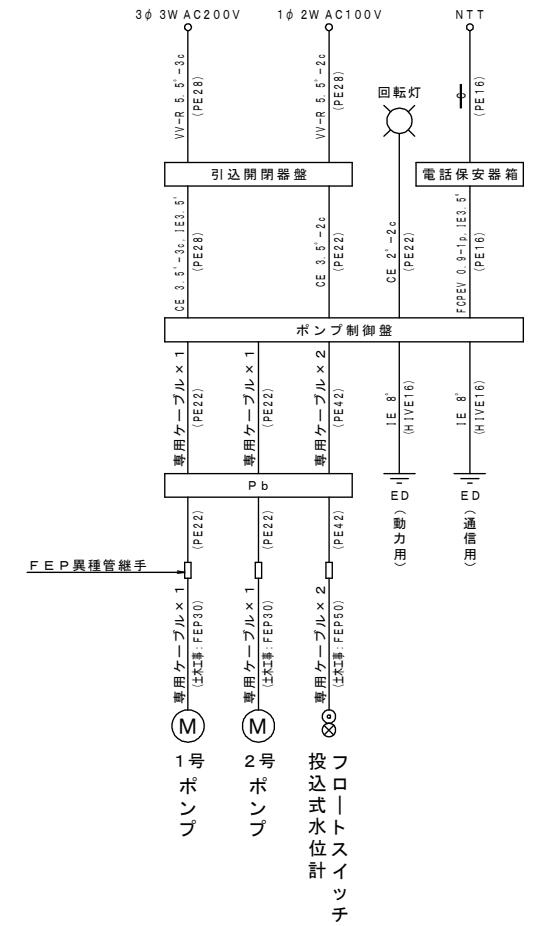 3φ 3W AC200V
1φ 2W AC100V
NTT
VV-R 5.5°-3c
(PE28)
VV-R 5.5°-2c
(PE28)
回転灯
(PE16)
引込開閉器盤
電話保安器箱
CE 3.5°-3c, IE3.5°
(PE28)
CE 3.5°-2c
(PE22)
CE 2°-2c
(PE22)
FCPEV 0.9-1p, IE3.5°
(PE16)
ポンプ制御盤
専用ケーブル×1
(PE22)
専用ケーブル×1
(PE22)
専用ケーブル×2
(PE42)
IE 8°
(HIVE16)
IE 8°
(HIVE16)
Pb
ED
(動力用)
ED
(通信用)
(PE22)
(PE22)
(PE42)
FEP異種管継手
専用ケーブル×1
(土木工事:FEP30)
専用ケーブル×1
(土木工事:FEP30)
専用ケーブル×2
(土木工事:FEP50)
M
M
1号ポンプ
2号ポンプ
フロートスイッチ
投込式水位計